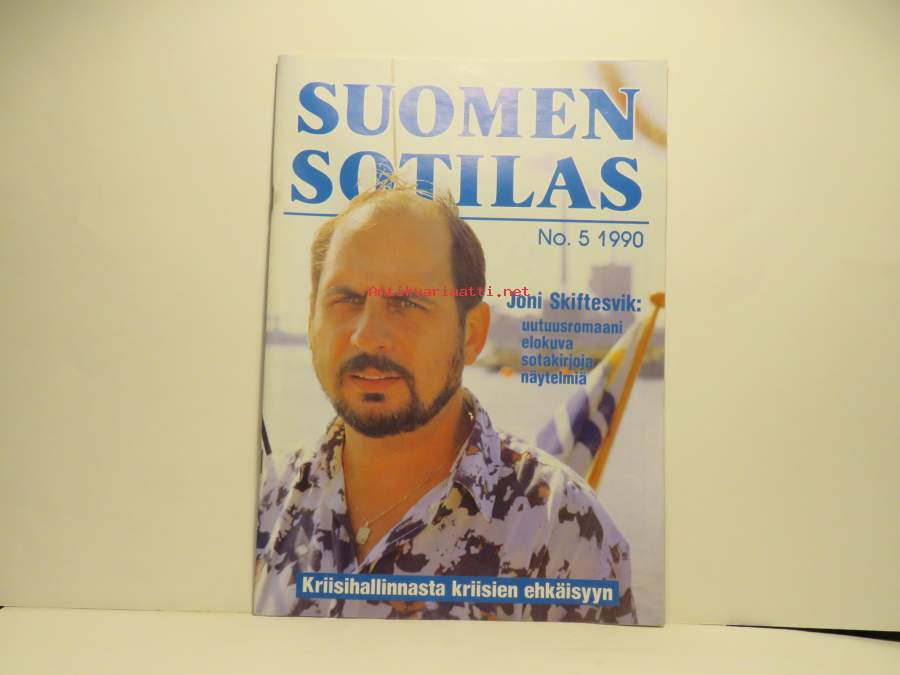 SUOMEN
SOTILAS
No. 5 1990
Antikvariaatti.net
Joni Skiftesvik:
uutuusromaani
elokuva
sotakirjoja
näytelmiä
Kriisihallinnasta kriisien ehkäisyyn